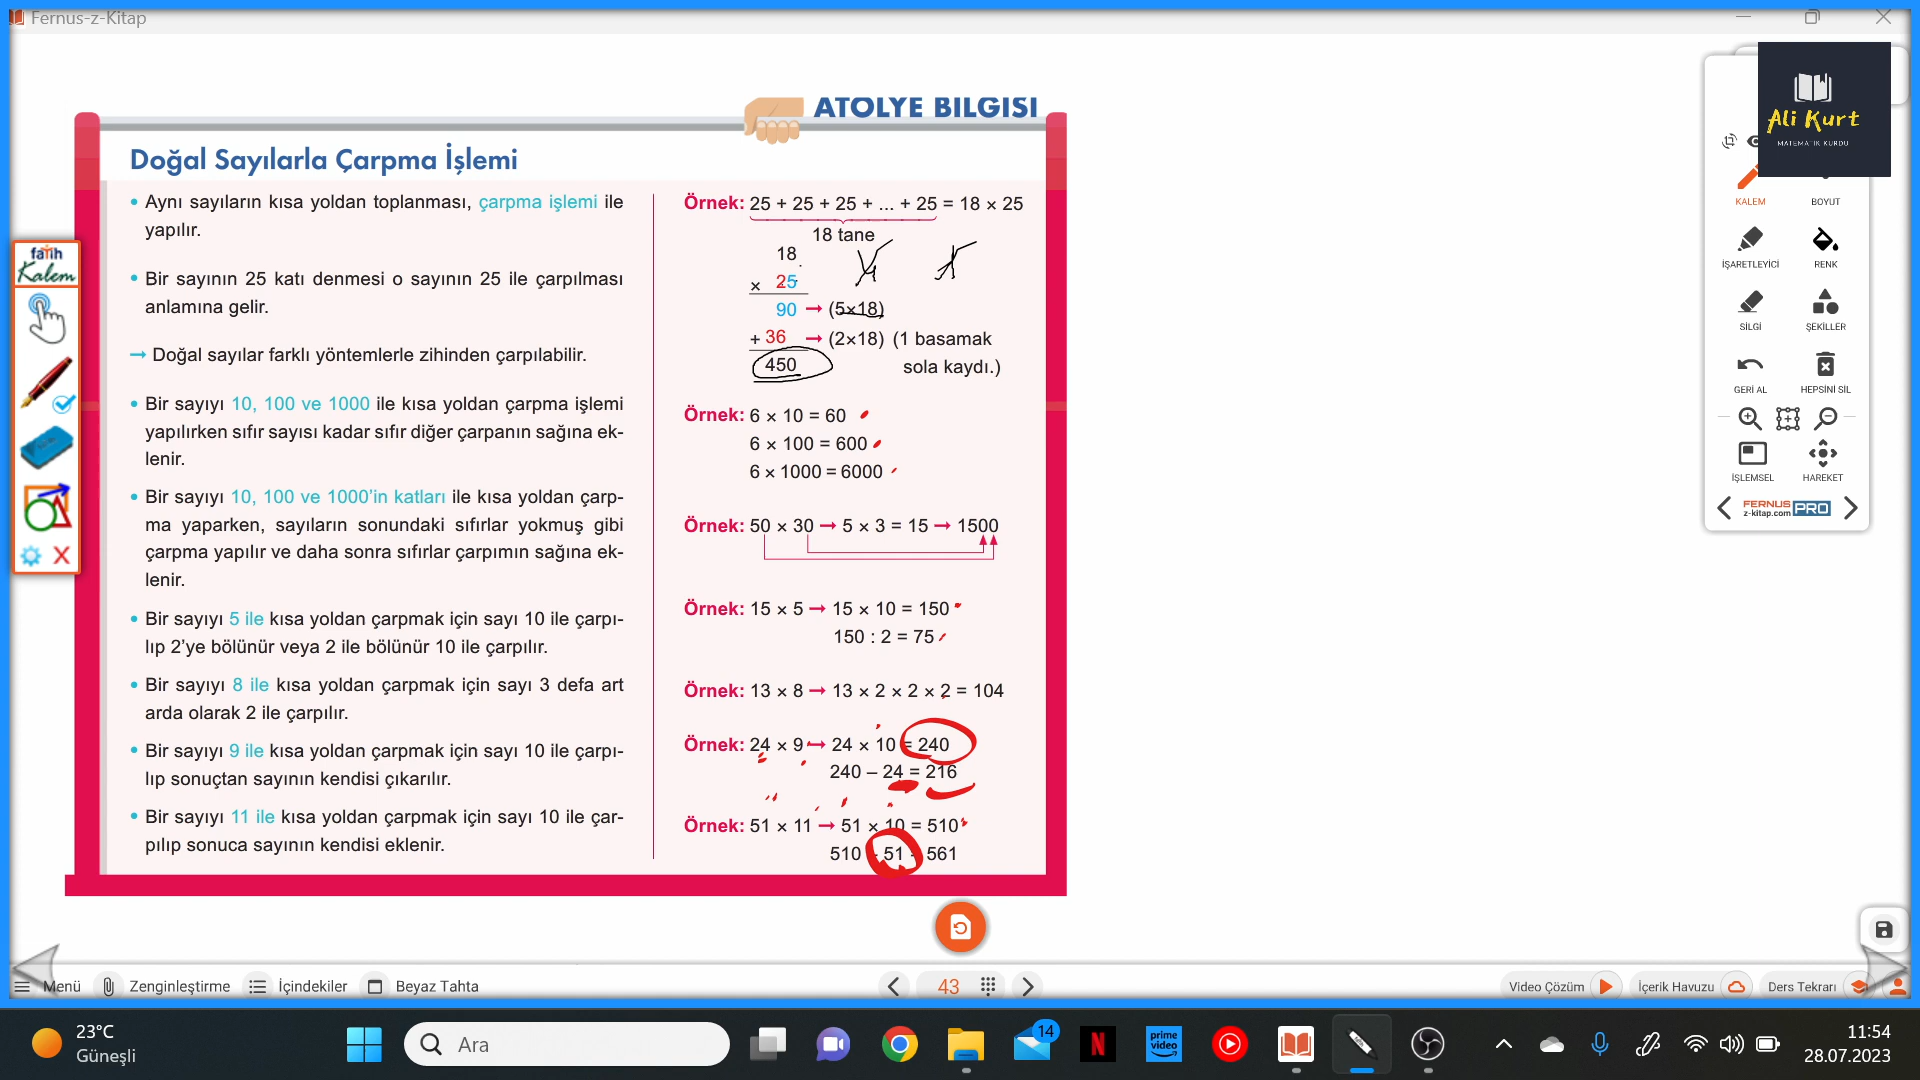 Fernus-z-Kitap
ATÖLYE BİLGİSİ
Doğal Sayılarla Çarpma İşlemi
• Aynı sayıların kısa yoldan toplanması, çarpma işlemi ile
yapılır.
• Bir sayının 25 katı denmesi o sayının 25 ile çarpılması
anlamına gelir.
→ Doğal sayılar farklı yöntemlerle zihinden çarpılabilir.
• Bir sayıyı 10, 100 ve 1000 ile kısa yoldan çarpma işlemi
yapılırken sıfır sayısı kadar sıfır diğer çarpanın sağına ek-
lenir.
• Bir sayıyı 10, 100 ve 1000'in katları ile kısa yoldan çarp-
ma yaparken, sayıların sonundaki sıfırlar yokmuş gibi
çarpma yapılır ve daha sonra sıfırlar çarpımın sağına ek-
lenir.
• Bir sayıyı 5 ile kısa yoldan çarpmak için sayı 10 ile çarpı-
lıp 2'ye bölünür veya 2 ile bölünür 10 ile çarpılır.
• Bir sayıyı 8 ile kısa yoldan çarpmak için sayı 3 defa art
arda olarak 2 ile çarpılır.
• Bir sayıyı 9 ile kısa yoldan çarpmak için sayı 10 ile çarpı-
lıp sonuçtan sayının kendisi çıkarılır.
• Bir sayıyı 11 ile kısa yoldan çarpmak için sayı 10 ile çar-
pılıp sonuca sayının kendisi eklenir.
Örnek: 25 + 25 + 25 + ... + 25 = 18 × 25
18 tane
18
× 25
90 → (5×18)
+ 36 → (2×18) (1 basamak
450 sola kaydı.)
Örnek: 6 × 10 = 60
6 × 100 = 600
6 × 1000 = 6000
Örnek: 50 × 30 → 5 × 3 = 15 → 1500
Örnek: 15 × 5 → 15 × 10 = 150
150 : 2 = 75
Örnek: 13 × 8 → 13 × 2 × 2 × 2 = 104
Örnek: 24 × 9 → 24 × 10 = 240
240 – 24 = 216
Örnek: 51 × 11 → 51 × 10 = 510
510 51 561
fatih
Kalem
Ali Kurt
MATEMATİK KURDU
KALEM BOYUT
İŞARETLEYİCİ RENK
SİLGİ ŞEKİLLER
GERİ AL HEPSİNİ SİL
İŞLEMSEL HAREKET
FERNUS
z-kitap.com PRO
Menü Zenginleştirme İçindekiler Beyaz Tahta 43 Video Çözüm İçerik Havuzu Ders Tekrarı
23°C
Güneşli
Ara
14
N
prime
video
11:54
28.07.2023